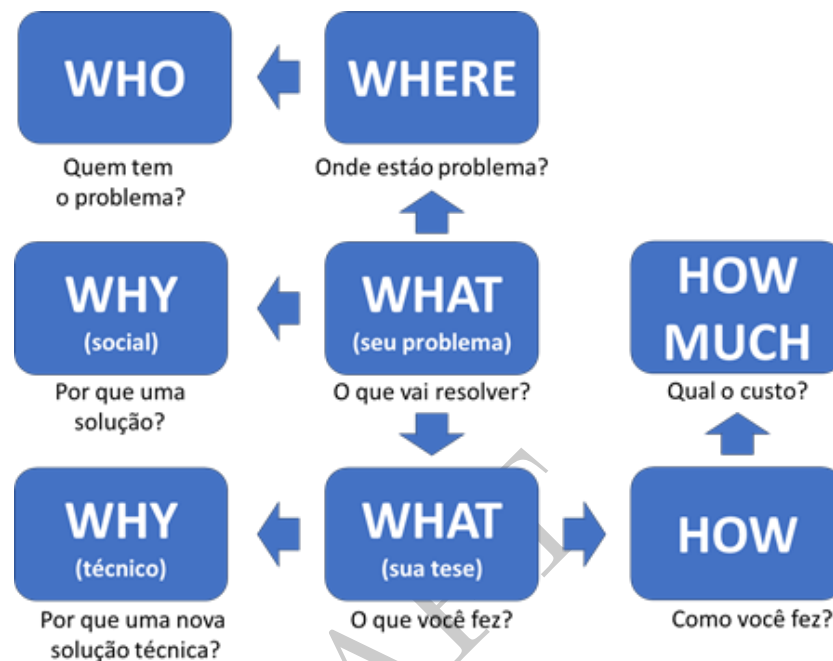 WHO
WHERE
Quem tem
o problema?
Onde estáo problema?
WHY
(social)
WHAT
(seu problema)
HOW
MUCH
Por que uma
solução?
O que vai resolver?
Qual o custo?
WHY
(técnico)
WHAT
(sua tese)
HOW
Por que uma nova
solução técnica?
O que você fez?
Como você fez?